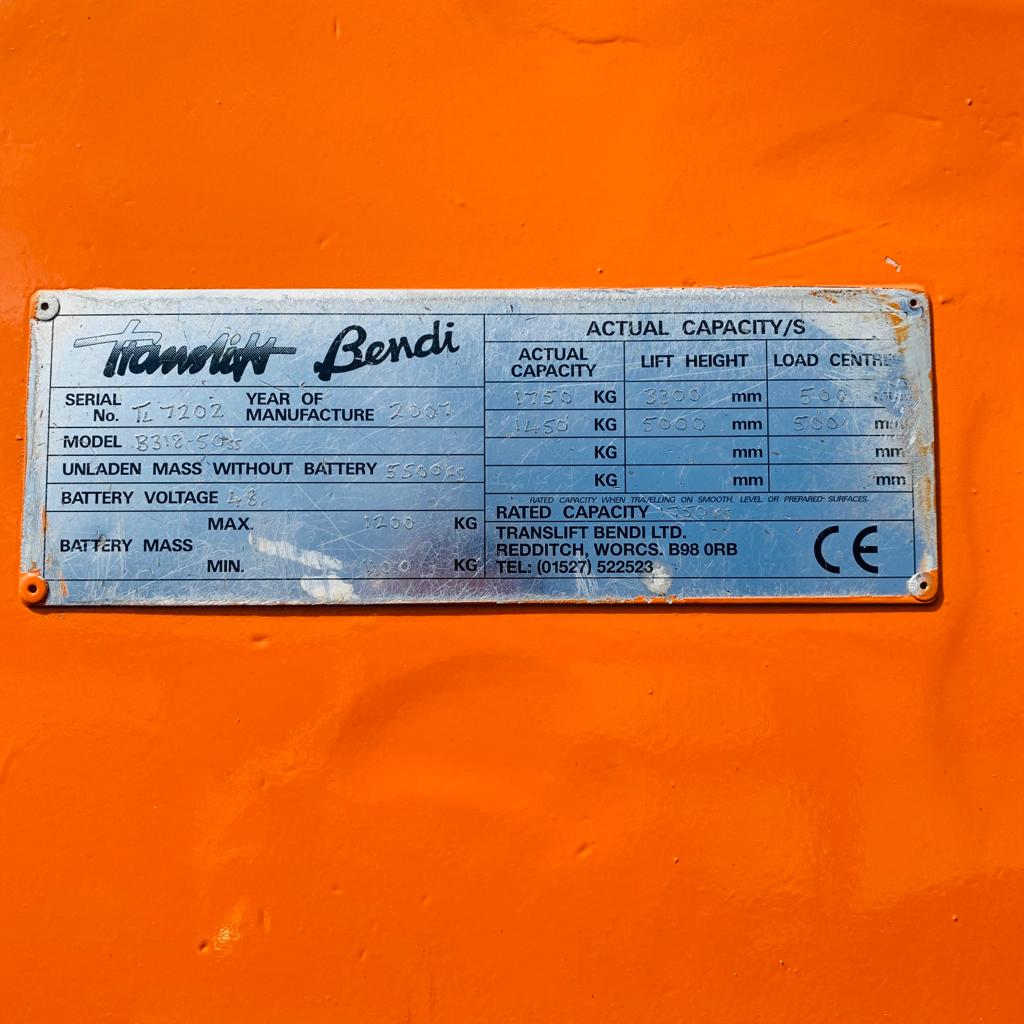 Translift Bendi
SERIAL No. TL 7202 YEAR OF MANUFACTURE 2007
MODEL B318-50
UNLADEN MASS WITHOUT BATTERY 5500KG
BATTERY VOLTAGE 48
BATTERY MASS
MAX. 1200 KG
MIN. KG
ACTUAL CAPACITY/S
ACTUAL CAPACITY LIFT HEIGHT LOAD CENTRE
1750 KG 3300 mm 500 mm
1450 KG 5000 mm 500 mm
KG mm mm
KG mm mm
RATED CAPACITY WHEN TRAVELLING ON SMOOTH, LEVEL OR PREPARED SURFACES.
RATED CAPACITY
TRANSLIFT BENDI LTD.
REDDITCH, WORCS. B98 0RB
TEL: (01527) 522523
CE